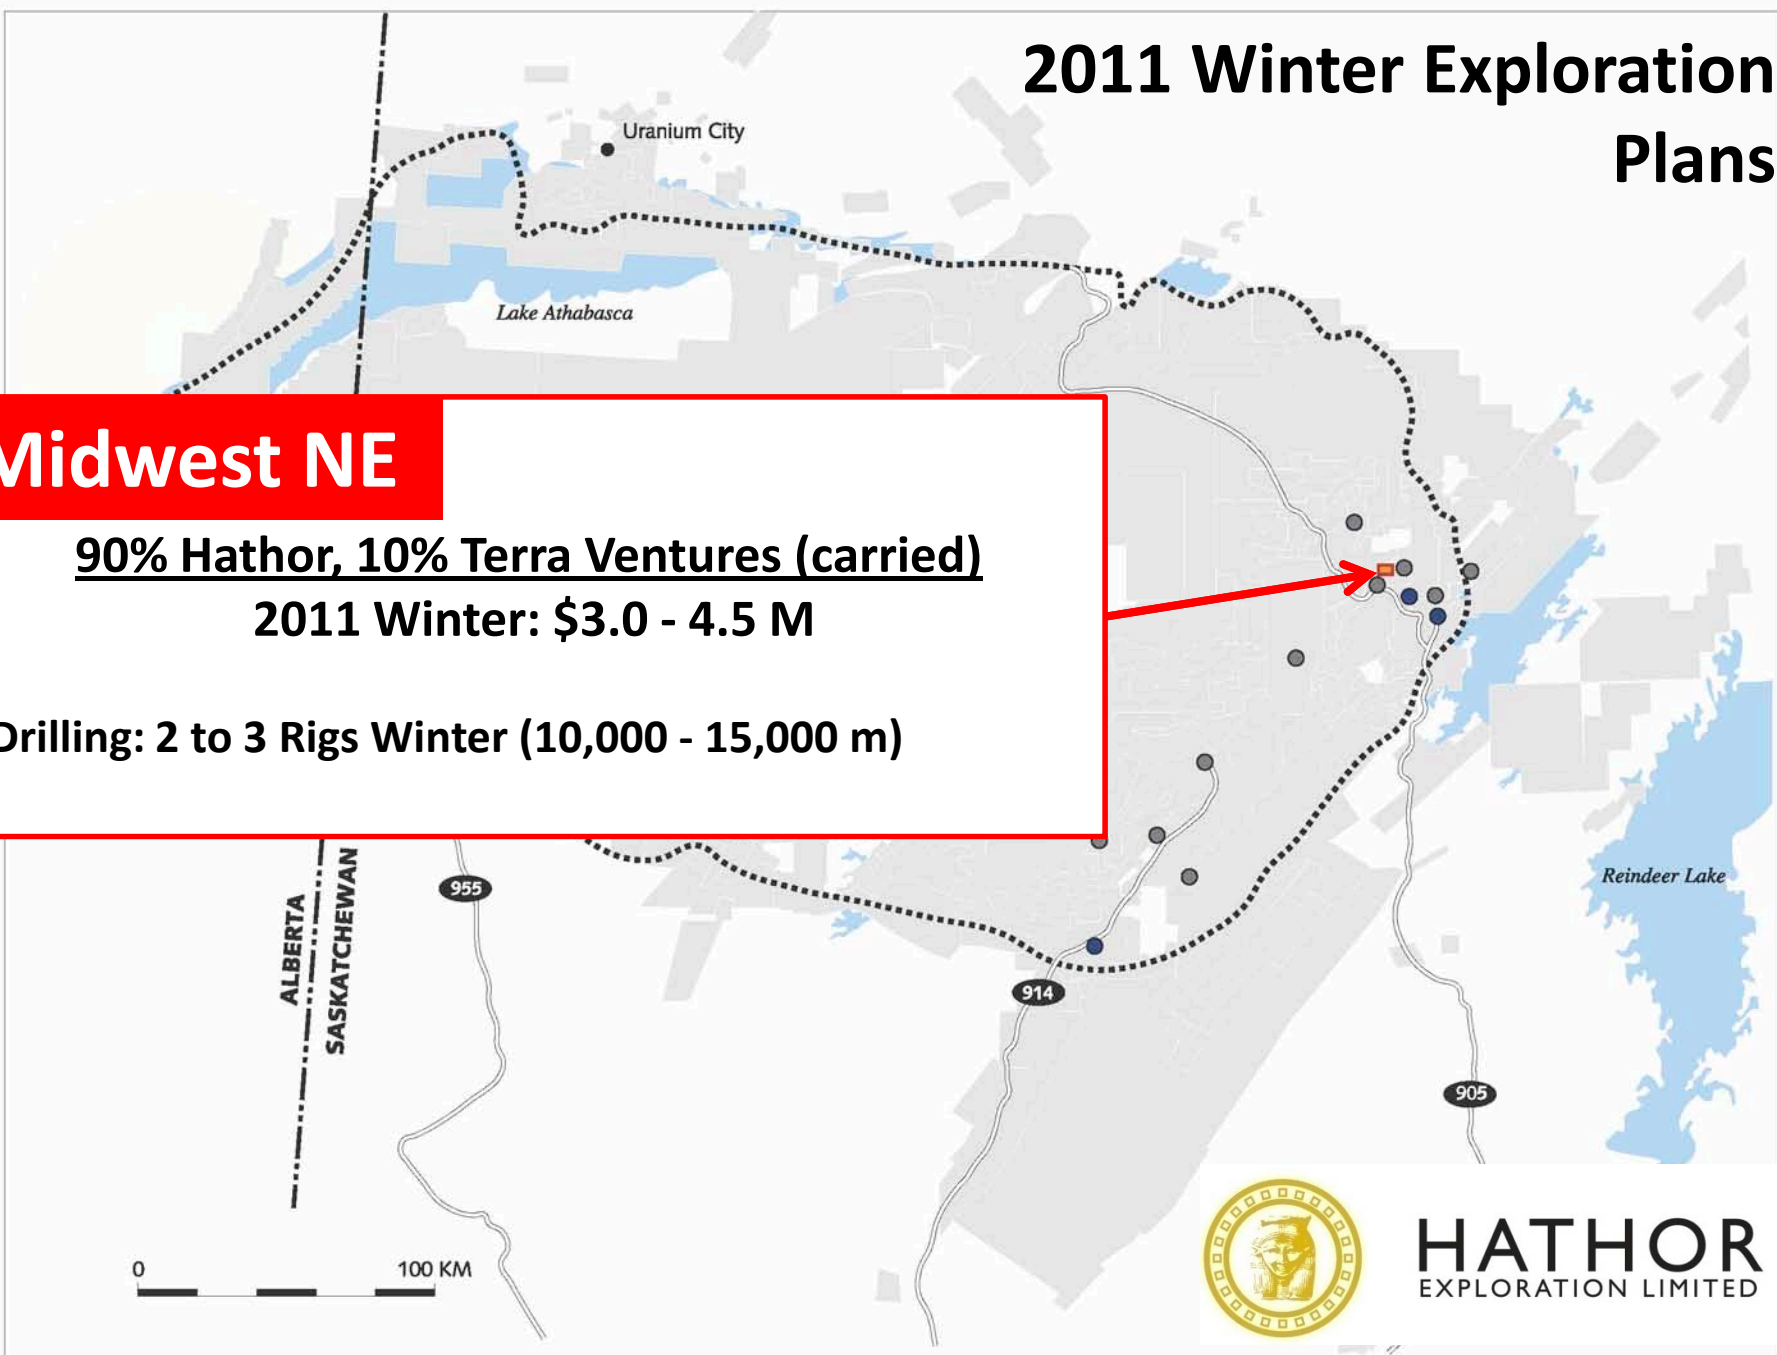 2011 Winter Exploration
Plans
Uranium City
Lake Athabasca
Midwest NE
90% Hathor, 10% Terra Ventures (carried)
2011 Winter: $3.0 - 4.5 M
Drilling: 2 to 3 Rigs Winter (10,000 - 15,000 m)
955
ALBERTA
SASKATCHEWAN
Reindeer Lake
914
905
0
100 KM
HATHOR
EXPLORATION LIMITED